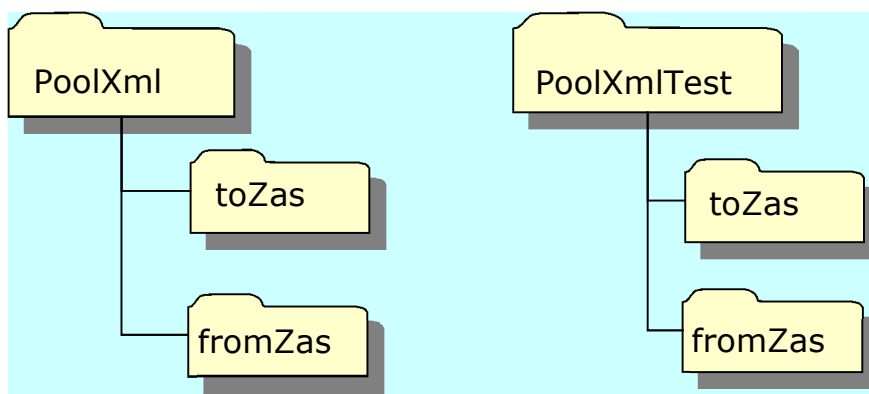 PoolXml
toZas
fromZas
PoolXmlTest
toZas
fromZas